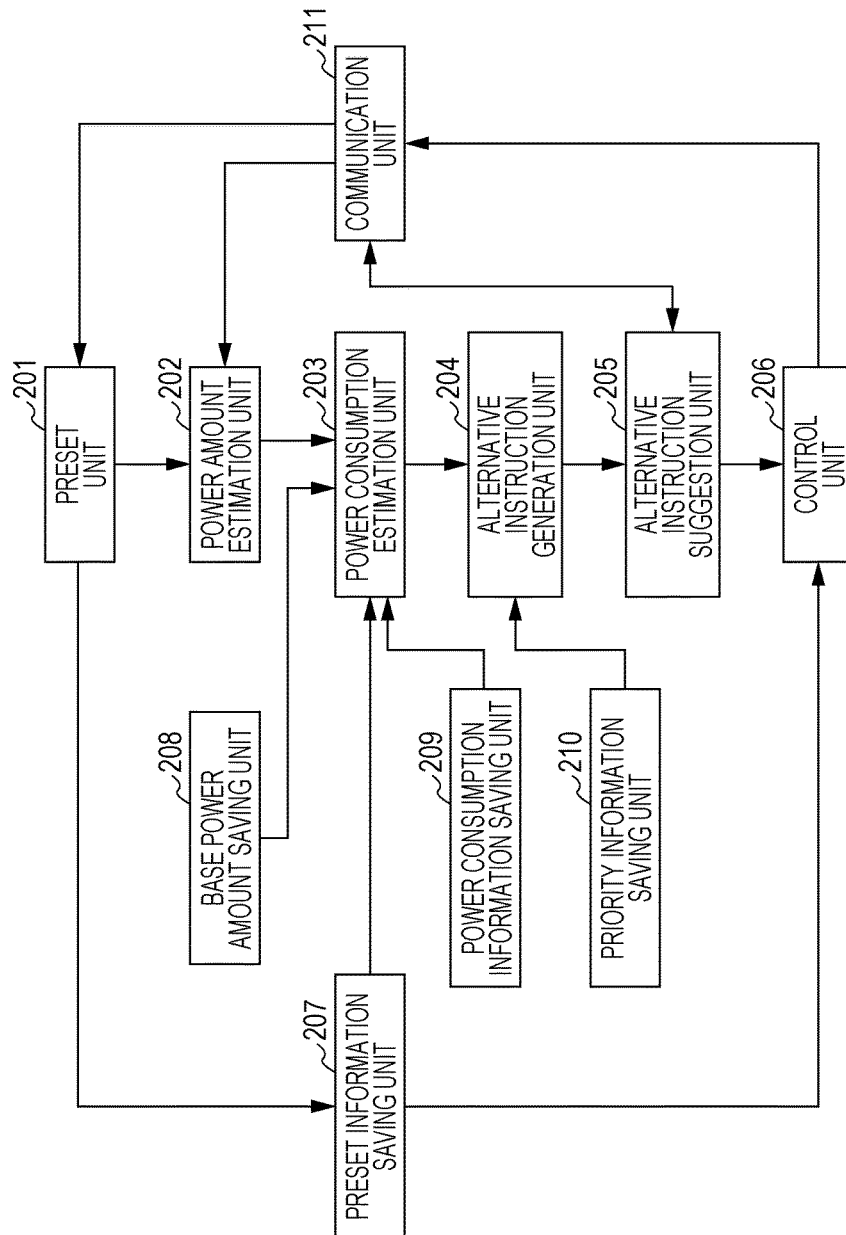 201
PRESET
UNIT
202
POWER AMOUNT
ESTIMATION UNIT
203
POWER CONSUMPTION
ESTIMATION UNIT
204
ALTERNATIVE
INSTRUCTION
GENERATION UNIT
205
ALTERNATIVE
INSTRUCTION
SUGGESTION UNIT
206
CONTROL
UNIT
207
PRESET INFORMATION
SAVING UNIT
208
BASE POWER
AMOUNT SAVING UNIT
209
POWER CONSUMPTION
INFORMATION SAVING UNIT
210
PRIORITY INFORMATION
SAVING UNIT
211
COMMUNICATION
UNIT